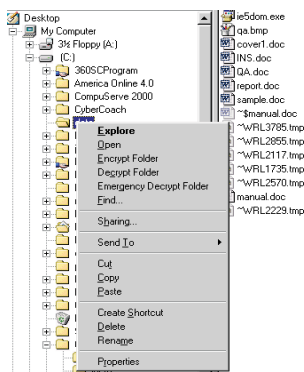 Desktop
My Computer
3½ Floppy (A:)
(C:)
360SCProgram
America Online 4.0
CompuServe 2000
CyberCoach
Explore
Open
Encrypt Folder
Decrypt Folder
Emergency Decrypt Folder
Find...
Sharing...
Send To
Cut
Copy
Paste
Create Shortcut
Delete
Rename
Properties
ie5dom.exe
qa.bmp
cover1.doc
INS.doc
QA.doc
report.doc
sample.doc
~$manual.doc
~WRL3785.tmp
~WRL2855.tmp
~WRL2117.tmp
~WRL1735.tmp
~WRL2570.tmp
manual.doc
~WRL2229.tmp